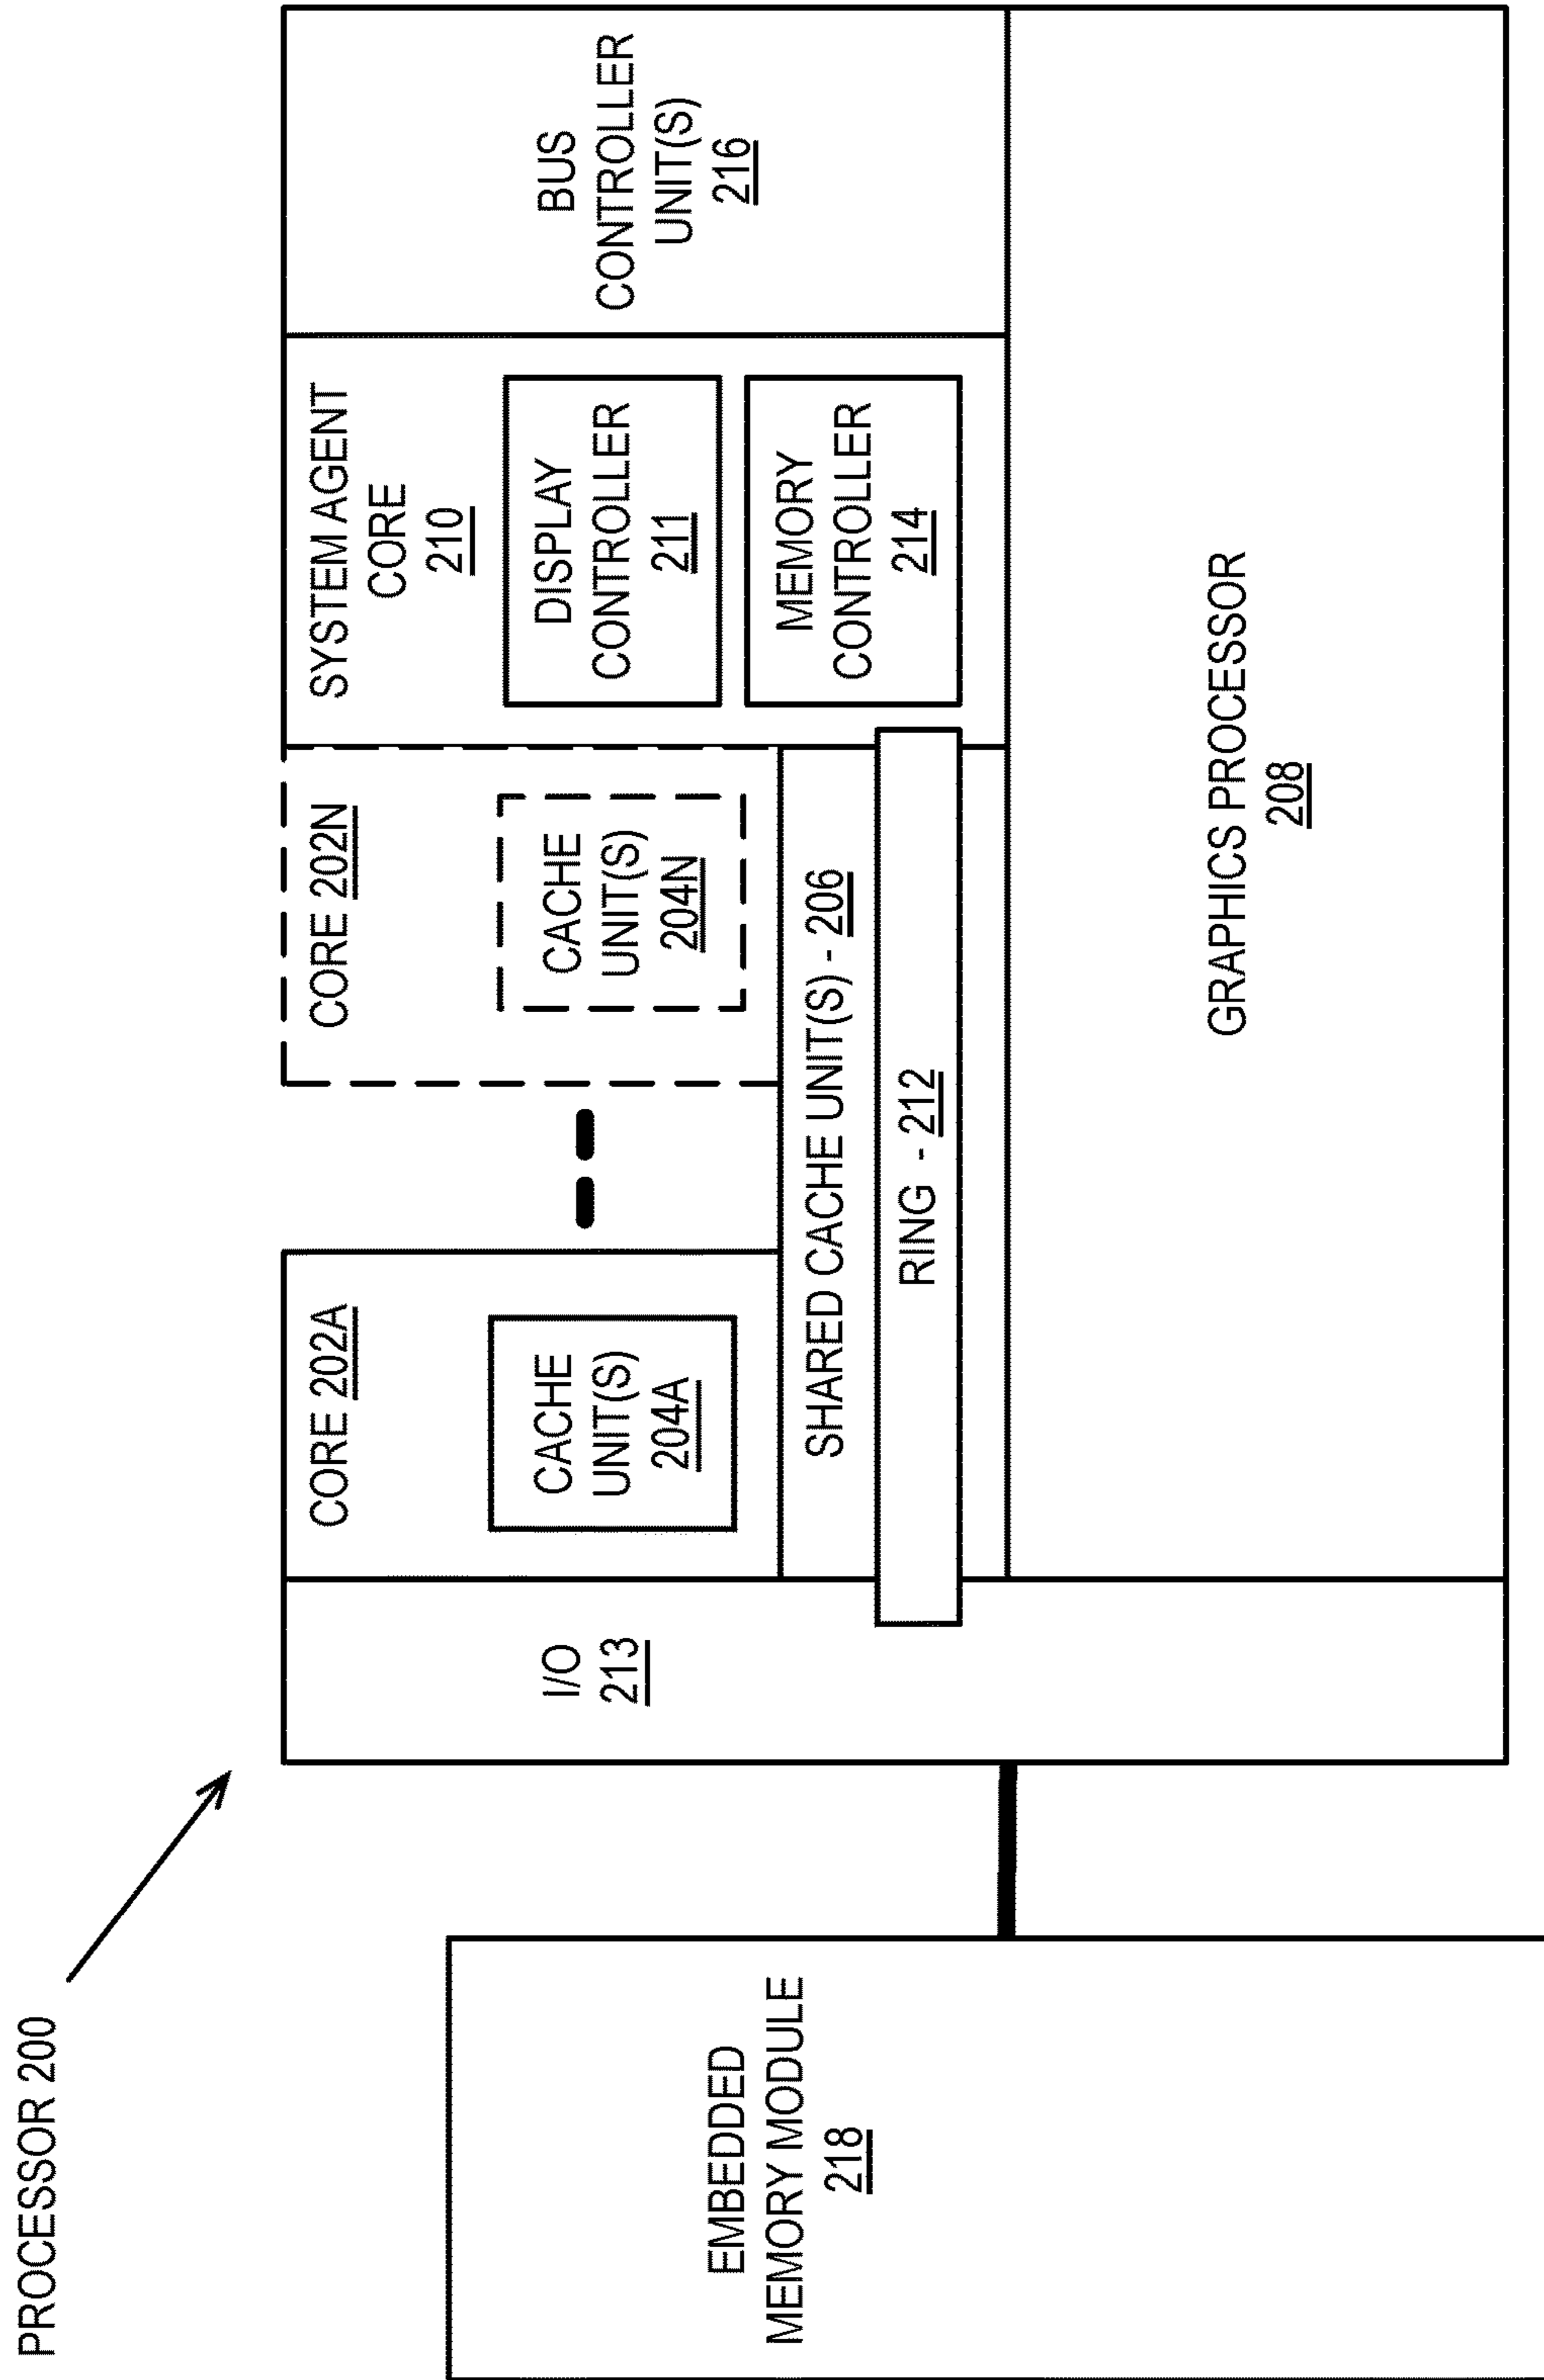 PROCESSOR 200
EMBEDDED
MEMORY MODULE
218
I/O
213
CORE 202A
CACHE
UNIT(S)
204A
CORE 202N
CACHE
UNIT(S)
204N
SHARED CACHE UNIT(S) - 206
RING - 212
SYSTEM AGENT
CORE
210
DISPLAY
CONTROLLER
211
MEMORY
CONTROLLER
214
BUS
CONTROLLER
UNIT(S)
216
GRAPHICS PROCESSOR
208